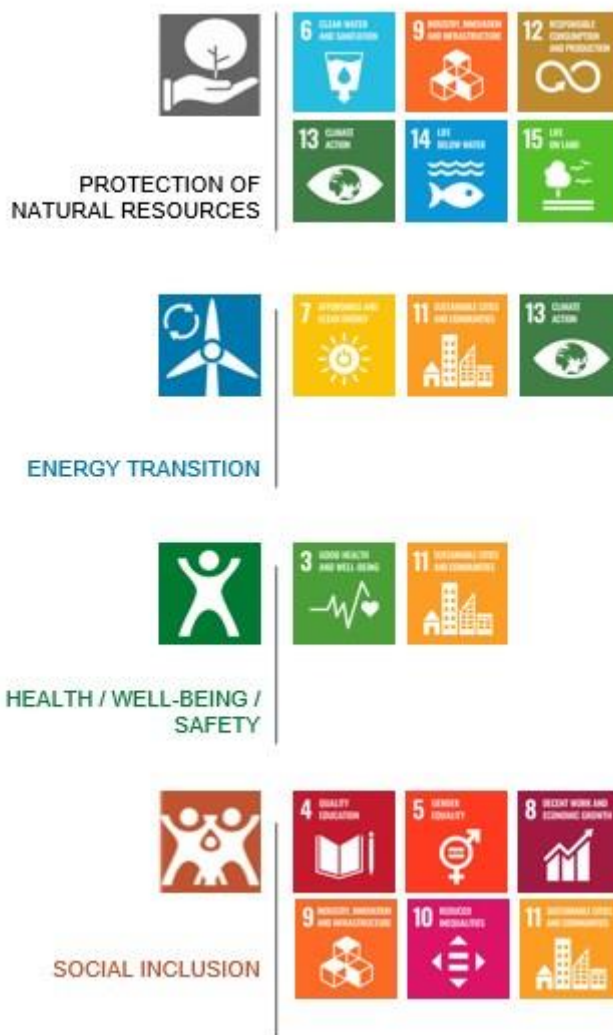 6 CLEAN WATER
AND SANITATION
9 INDUSTRY, INNOVATION
AND INFRASTRUCTURE
12 RESPONSIBLE
CONSUMPTION
AND PRODUCTION
13 CLIMATE
ACTION
14 LIFE
BELOW WATER
15 LIFE
ON LAND
PROTECTION OF
NATURAL RESOURCES
7 AFFORDABLE AND
CLEAN ENERGY
11 SUSTAINABLE CITIES
AND COMMUNITIES
13 CLIMATE
ACTION
ENERGY TRANSITION
3 GOOD HEALTH
AND WELL-BEING
11 SUSTAINABLE CITIES
AND COMMUNITIES
HEALTH / WELL-BEING /
SAFETY
4 QUALITY
EDUCATION
5 GENDER
EQUALITY
8 DECENT WORK AND
ECONOMIC GROWTH
9 INDUSTRY, INNOVATION
AND INFRASTRUCTURE
10 REDUCED
INEQUALITIES
11 SUSTAINABLE CITIES
AND COMMUNITIES
SOCIAL INCLUSION